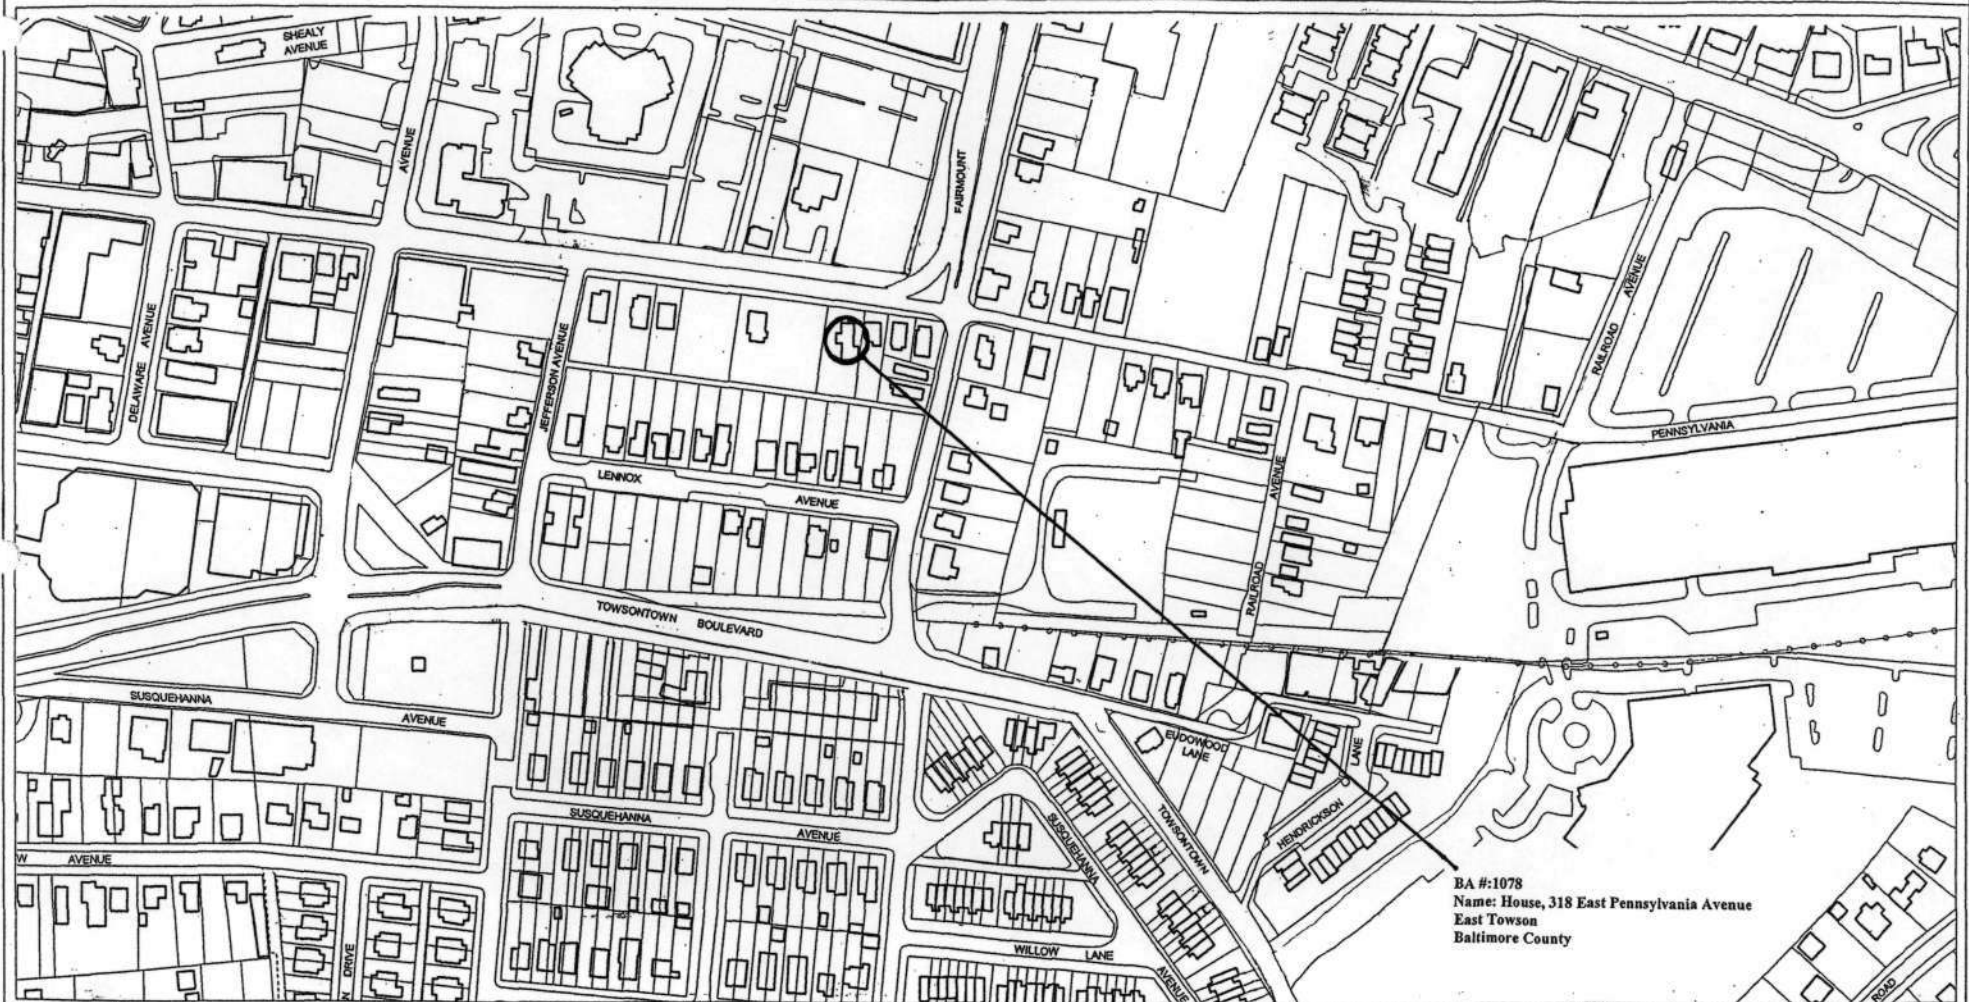 SHEALY
AVENUE
AVENUE
FAIRMOUNT
DELAWARE AVENUE
JEFFERSON AVENUE
RAILROAD AVENUE
PENNSYLVANIA
LENNOX AVENUE
RAILROAD AVENUE
TOWSONTOWN BOULEVARD
SUSQUEHANNA AVENUE
EUDOWOOD
LANE
LANE
HENDRICKSON
SUSQUEHANNA AVENUE
SUSQUEHANNA
TOWSONTOWN
W AVENUE
BA #:1078
Name: House, 318 East Pennsylvania Avenue
East Towson
Baltimore County
WILLOW LANE
N DRIVE
AVENUE
ROAD